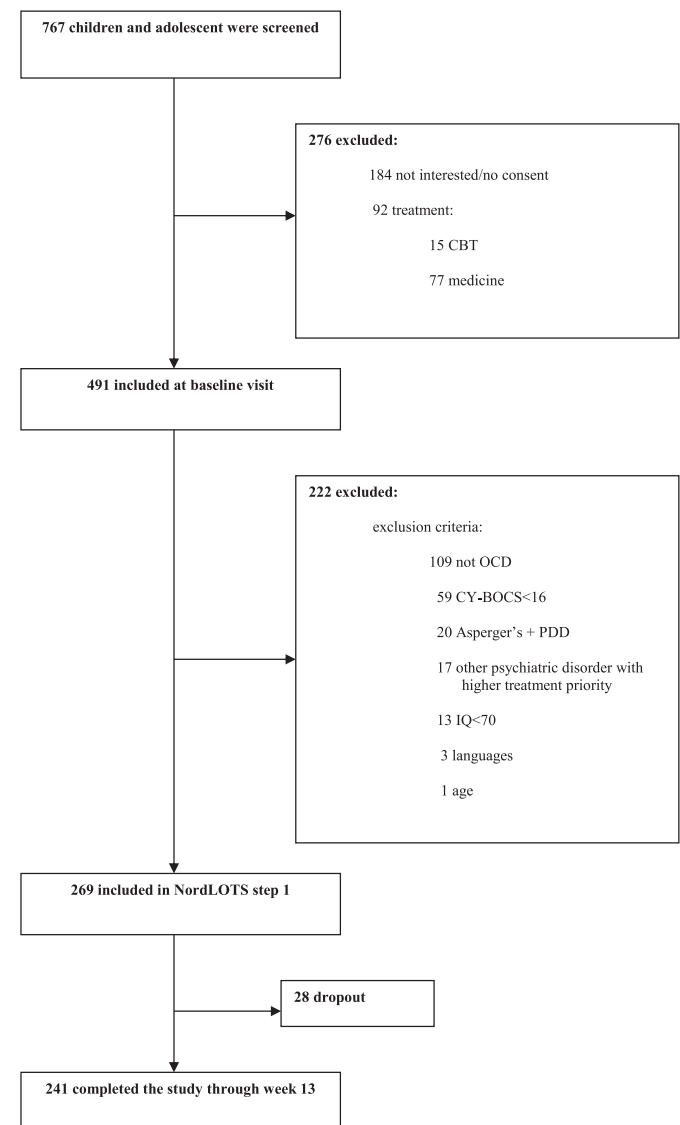 767 children and adolescent were screened
276 excluded:
184 not interested/no consent
92 treatment:
15 CBT
77 medicine
491 included at baseline visit
222 excluded:
exclusion criteria:
109 not OCD
59 CY-BOCS<16
20 Asperger's + PDD
17 other psychiatric disorder with
higher treatment priority
13 IQ<70
3 languages
1 age
269 included in NordLOTS step 1
28 dropout
241 completed the study through week 13